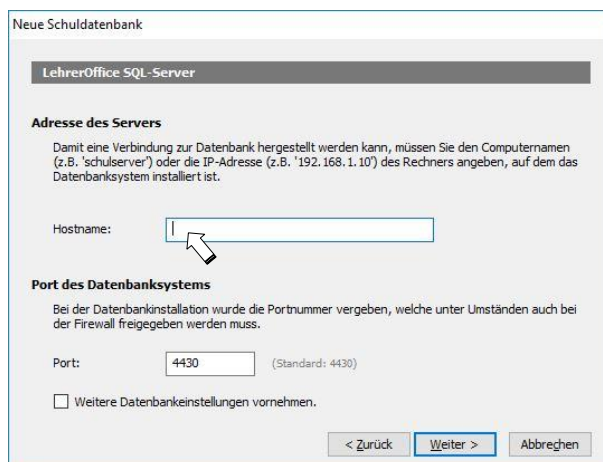 Neue Schuldatenbank
LehrerOffice SQL-Server
Adresse des Servers
Damit eine Verbindung zur Datenbank hergestellt werden kann, müssen Sie den Computernamen
(z.B. 'schulserver') oder die IP-Adresse (z.B. '192.168.1.10') des Rechners angeben, auf dem das
Datenbanksystem installiert ist.
Hostname:
Port des Datenbanksystems
Bei der Datenbankinstallation wurde die Portnummer vergeben, welche unter Umständen auch bei
der Firewall freigegeben werden muss.
Port: 4430 (Standard: 4430)
Weitere Datenbankeinstellungen vornehmen.
< Zurück Weiter > Abbrechen